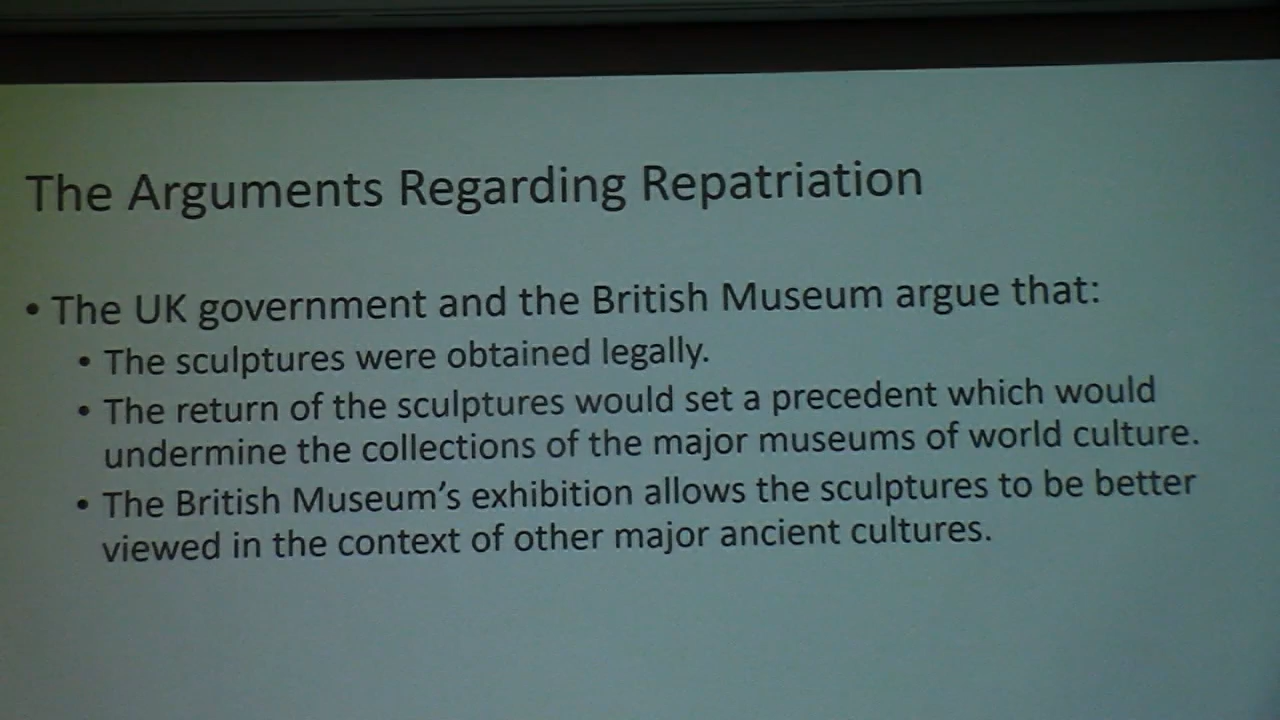 The Arguments Regarding Repatriation
• The UK government and the British Museum argue that:
• The sculptures were obtained legally.
• The return of the sculptures would set a precedent which would
undermine the collections of the major museums of world culture.
• The British Museum’s exhibition allows the sculptures to be better
viewed in the context of other major ancient cultures.